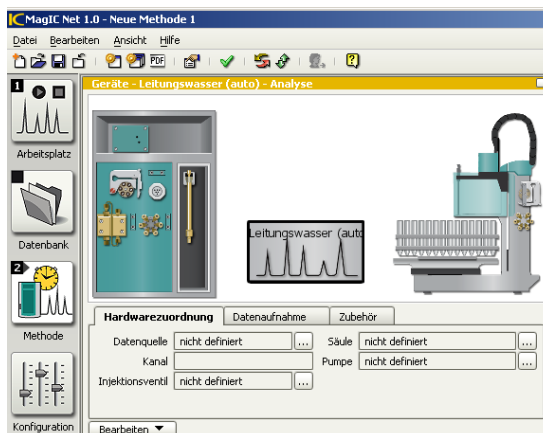 MagIC Net 1.0 - Neue Methode 1
Datei Bearbeiten Ansicht Hilfe
PDF
Geräte - Leitungswasser (auto) - Analyse
1
Arbeitsplatz
Datenbank
2
Methode
Konfiguration
Leitungswasser (auto
Hardwarezuordnung Datenaufnahme Zubehör
Datenquelle nicht definiert ... Säule nicht definiert ...
Kanal Pumpe nicht definiert ...
Injektionsventil nicht definiert ...
Bearbeiten